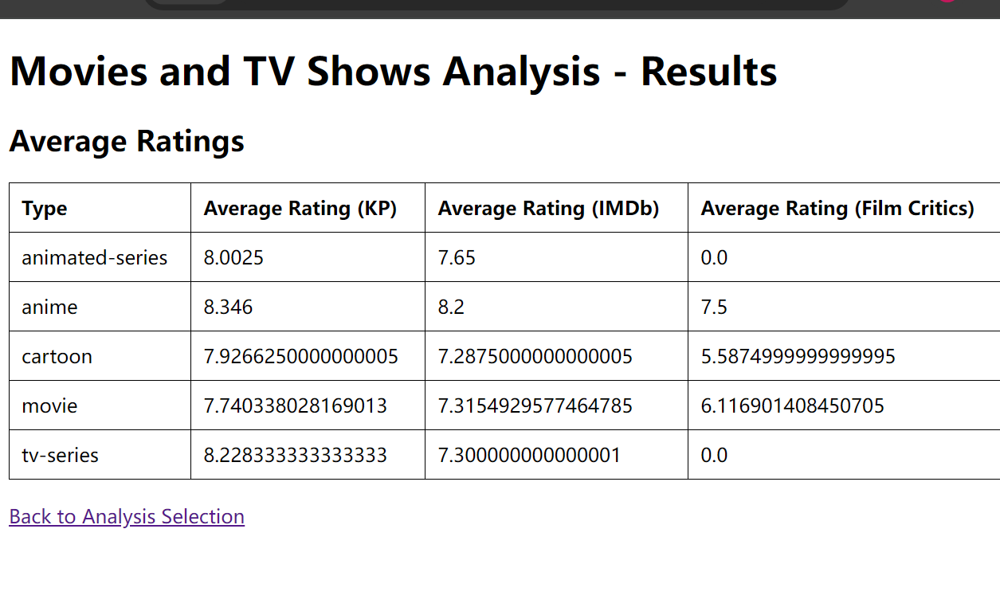 Movies and TV Shows Analysis - Results
Average Ratings
Type Average Rating (KP) Average Rating (IMDb) Average Rating (Film Critics)
animated-series 8.0025 7.65 0.0
anime 8.346 8.2 7.5
cartoon 7.9266250000000005 7.2875000000000005 5.5874999999999995
movie 7.740338028169013 7.3154929577464785 6.116901408450705
tv-series 8.228333333333333 7.300000000000001 0.0
Back to Analysis Selection